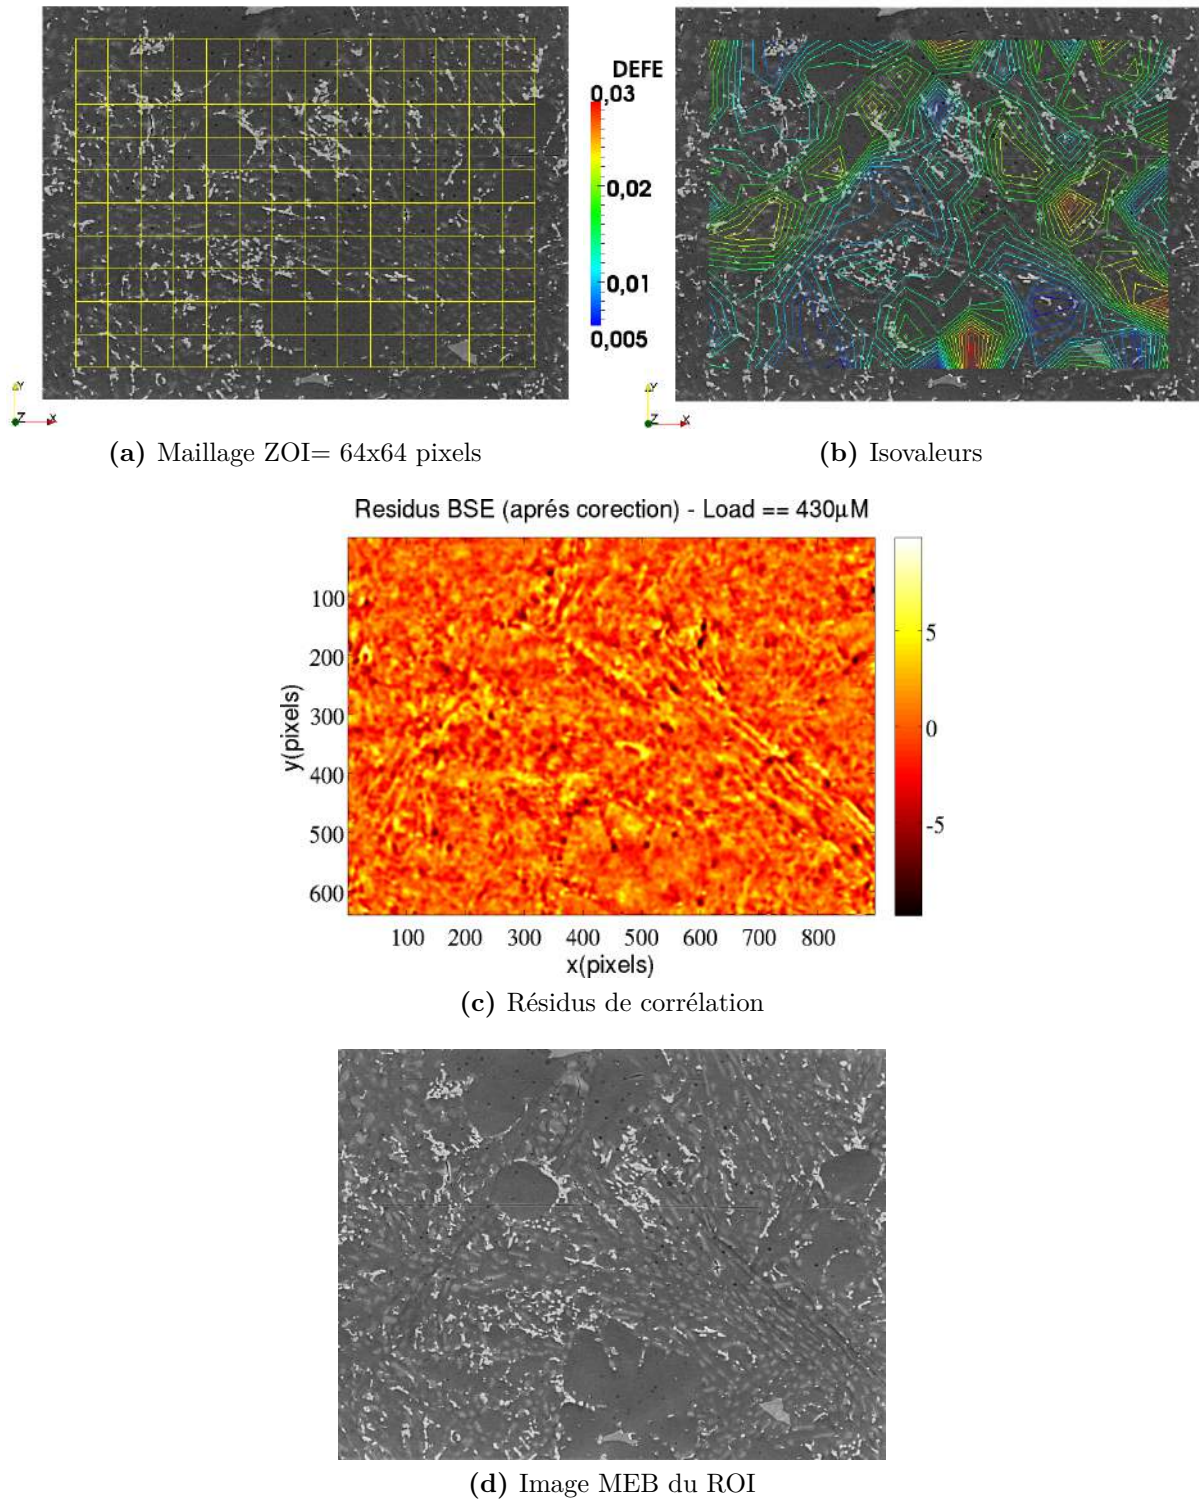 DEFE
0,03
0,02
0,01
0,005
Y
Z
X
Y
Z
X
(a) Maillage ZOI= 64x64 pixels
(b) Isovaleurs
Residus BSE (aprés corection) - Load == 430µM
100
200
300
400
500
600
y(pixels)
100 200 300 400 500 600 700 800
x(pixels)
5
0
-5
(c) Résidus de corrélation
(d) Image MEB du ROI